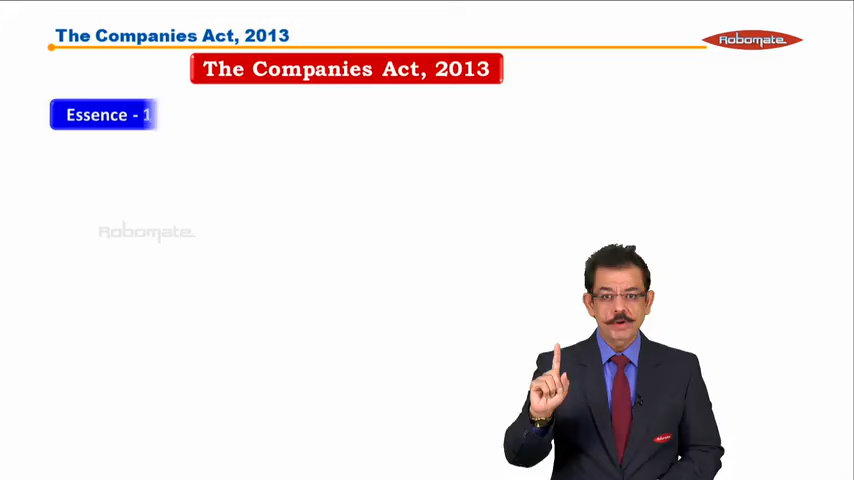 The Companies Act, 2013
Robomate
The Companies Act, 2013
Essence - 1
Robomate